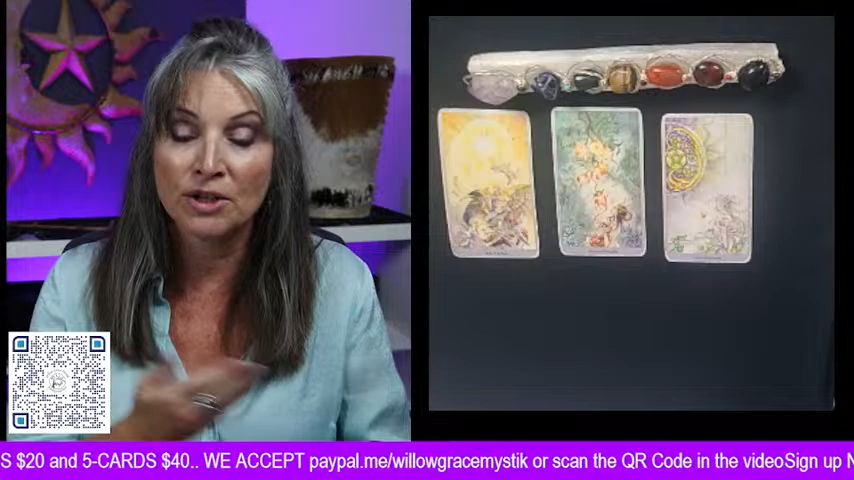 S $20 and 5-CARDS $40.. WE ACCEPT paypal.me/willowgracemystik or scan the QR Code in the videoSign up N